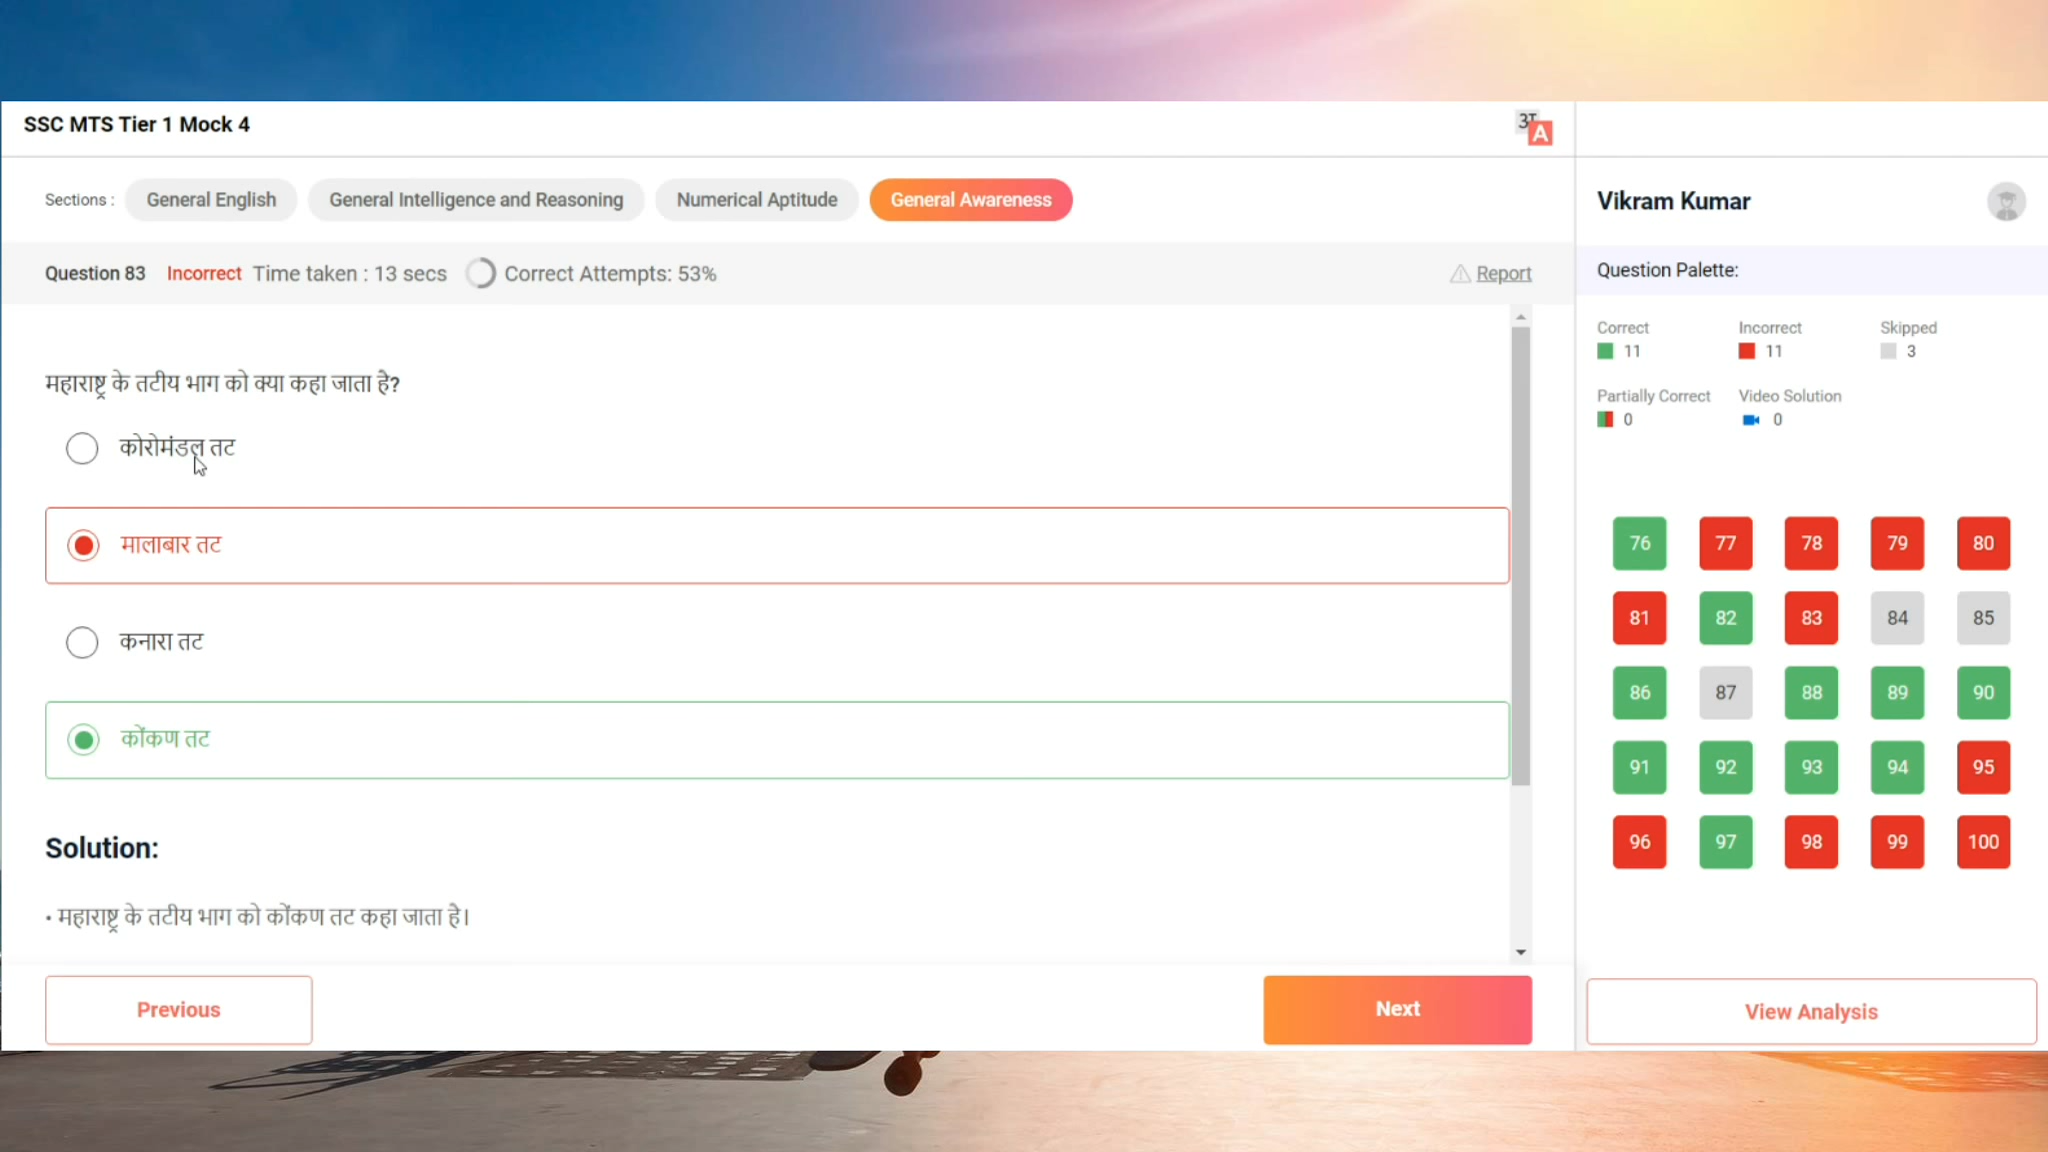 SSC MTS Tier 1 Mock 4
अ A
Sections : General English General Intelligence and Reasoning Numerical Aptitude General Awareness
Question 83 Incorrect Time taken : 13 secs Correct Attempts: 53% Report
महाराष्ट्र के तटीय भाग को क्या कहा जाता है?
कोरोमंडल तट
मालाबार तट
कनारा तट
कोंकण तट
Solution:
• महाराष्ट्र के तटीय भाग को कोंकण तट कहा जाता है।
Previous Next
Vikram Kumar
Question Palette:
Correct Incorrect Skipped
11 11 3
Partially Correct Video Solution
0 0
76 77 78 79 80
81 82 83 84 85
86 87 88 89 90
91 92 93 94 95
96 97 98 99 100
View Analysis